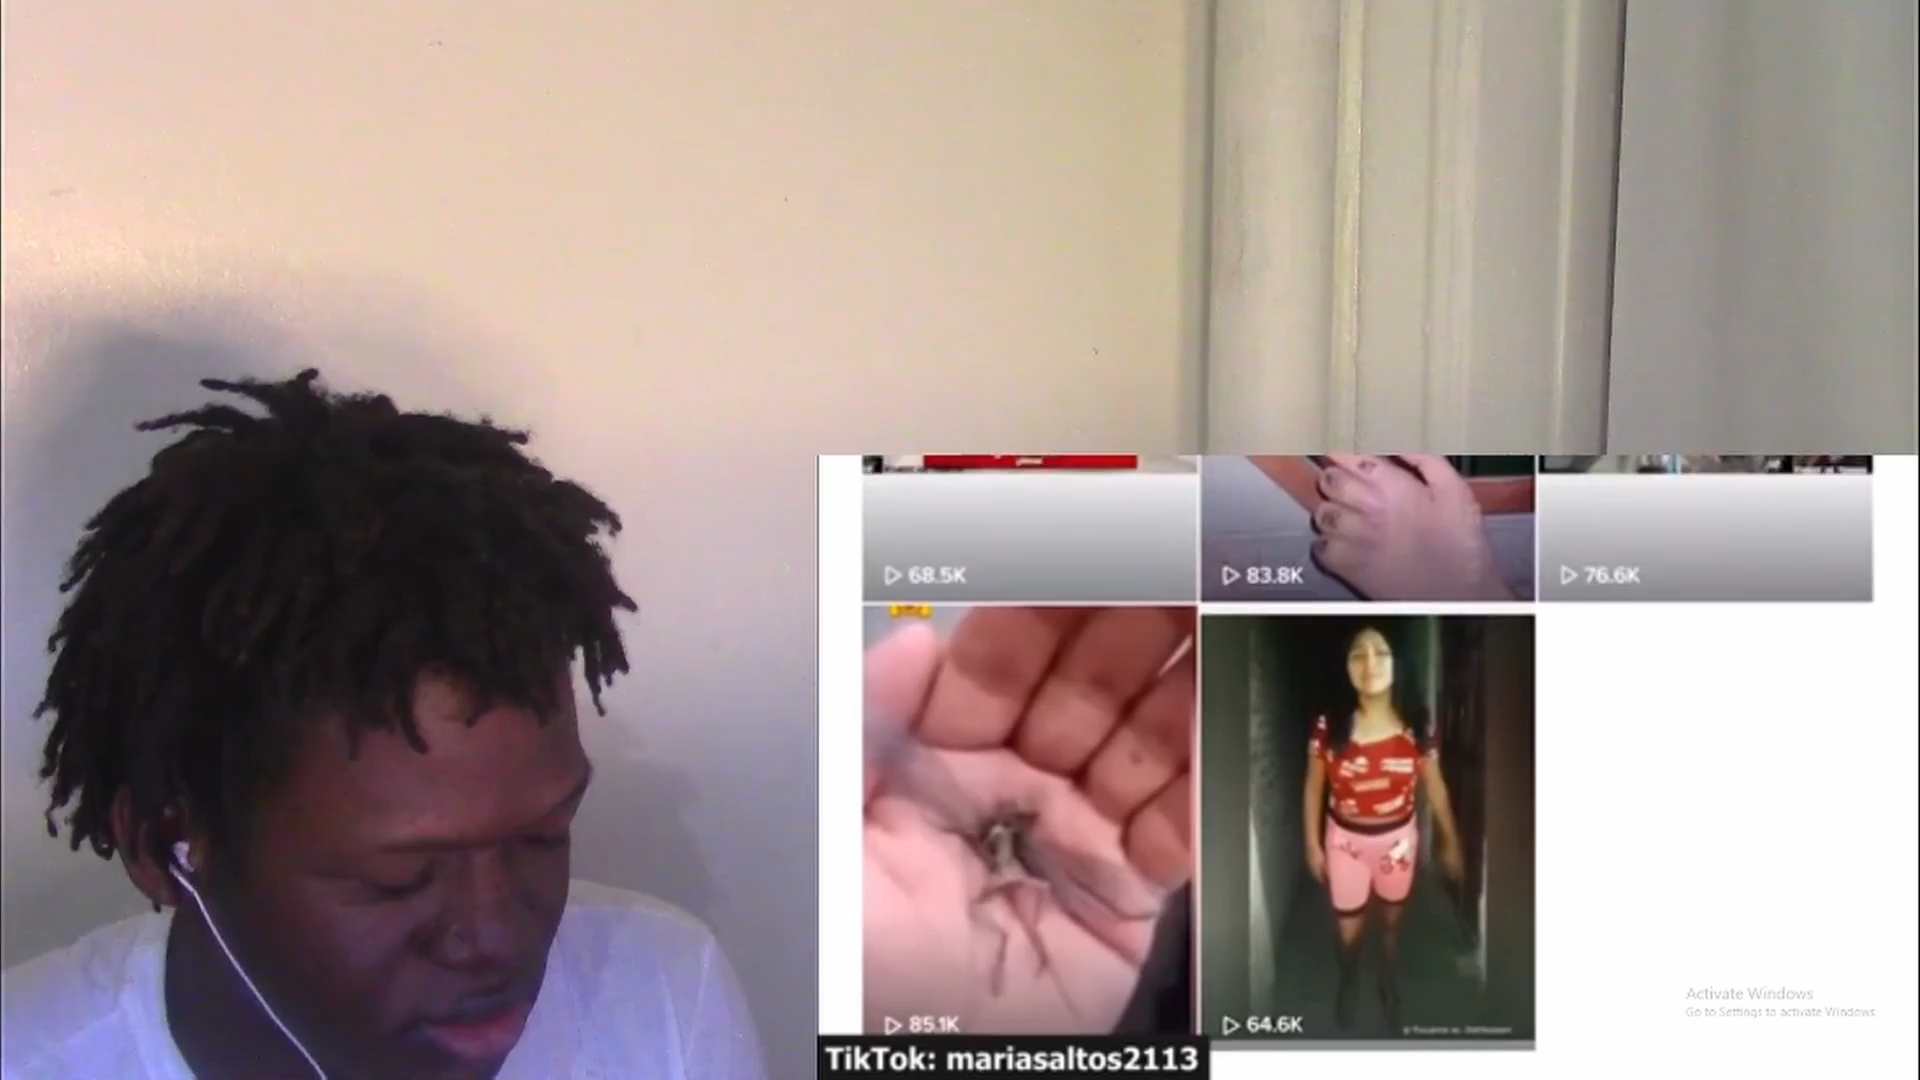 68.5K
83.8K
76.6K
85.1K
64.6K
Activate Windows
Go to Settings to activate Windows.
TikTok: mariasaltos2113